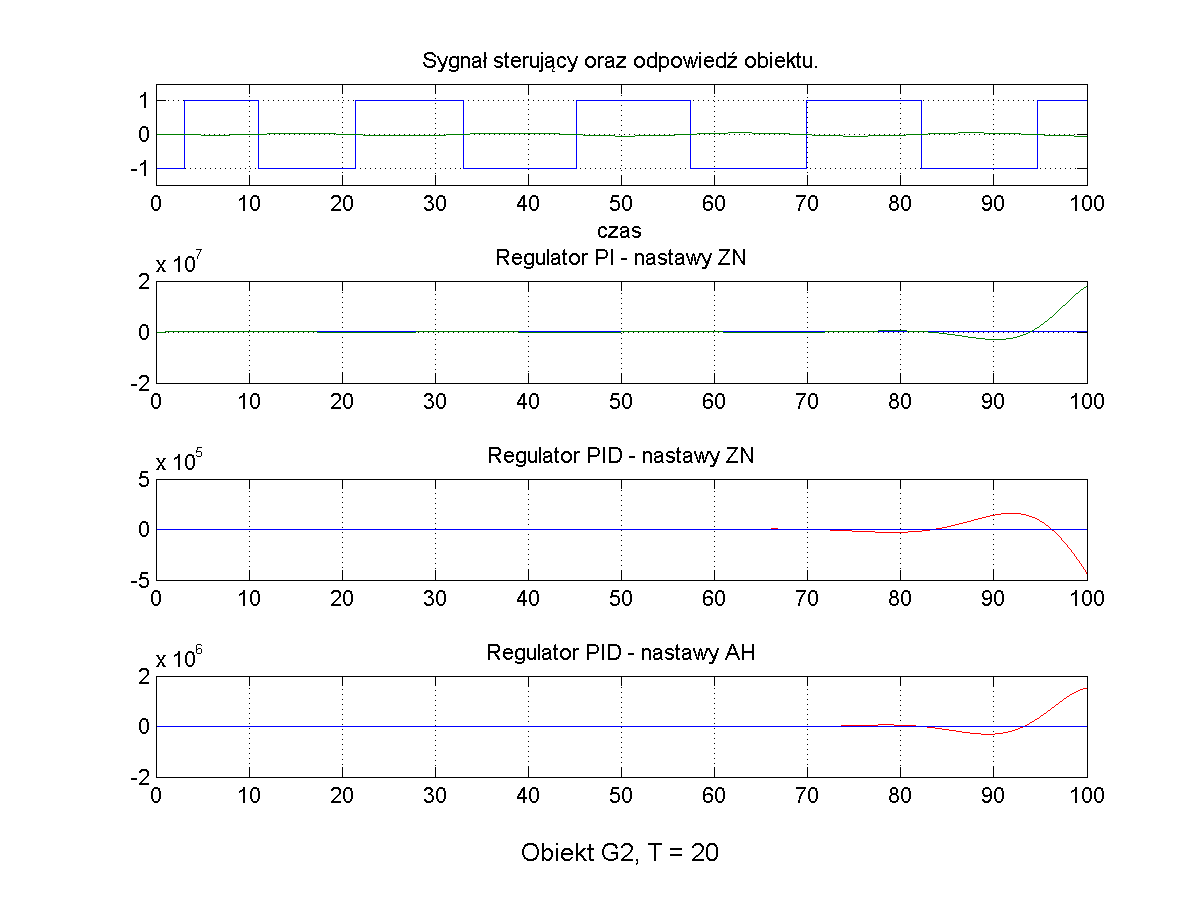 Sygnał sterujący oraz odpowiedź obiektu.
1
0
-1
0 10 20 30 40 50 60 70 80 90 100
czas
Regulator PI - nastawy ZN
x 10^7
2
0
-2
0 10 20 30 40 50 60 70 80 90 100
Regulator PID - nastawy ZN
x 10^5
5
0
-5
0 10 20 30 40 50 60 70 80 90 100
Regulator PID - nastawy AH
x 10^6
2
0
-2
0 10 20 30 40 50 60 70 80 90 100
Obiekt G2, T = 20